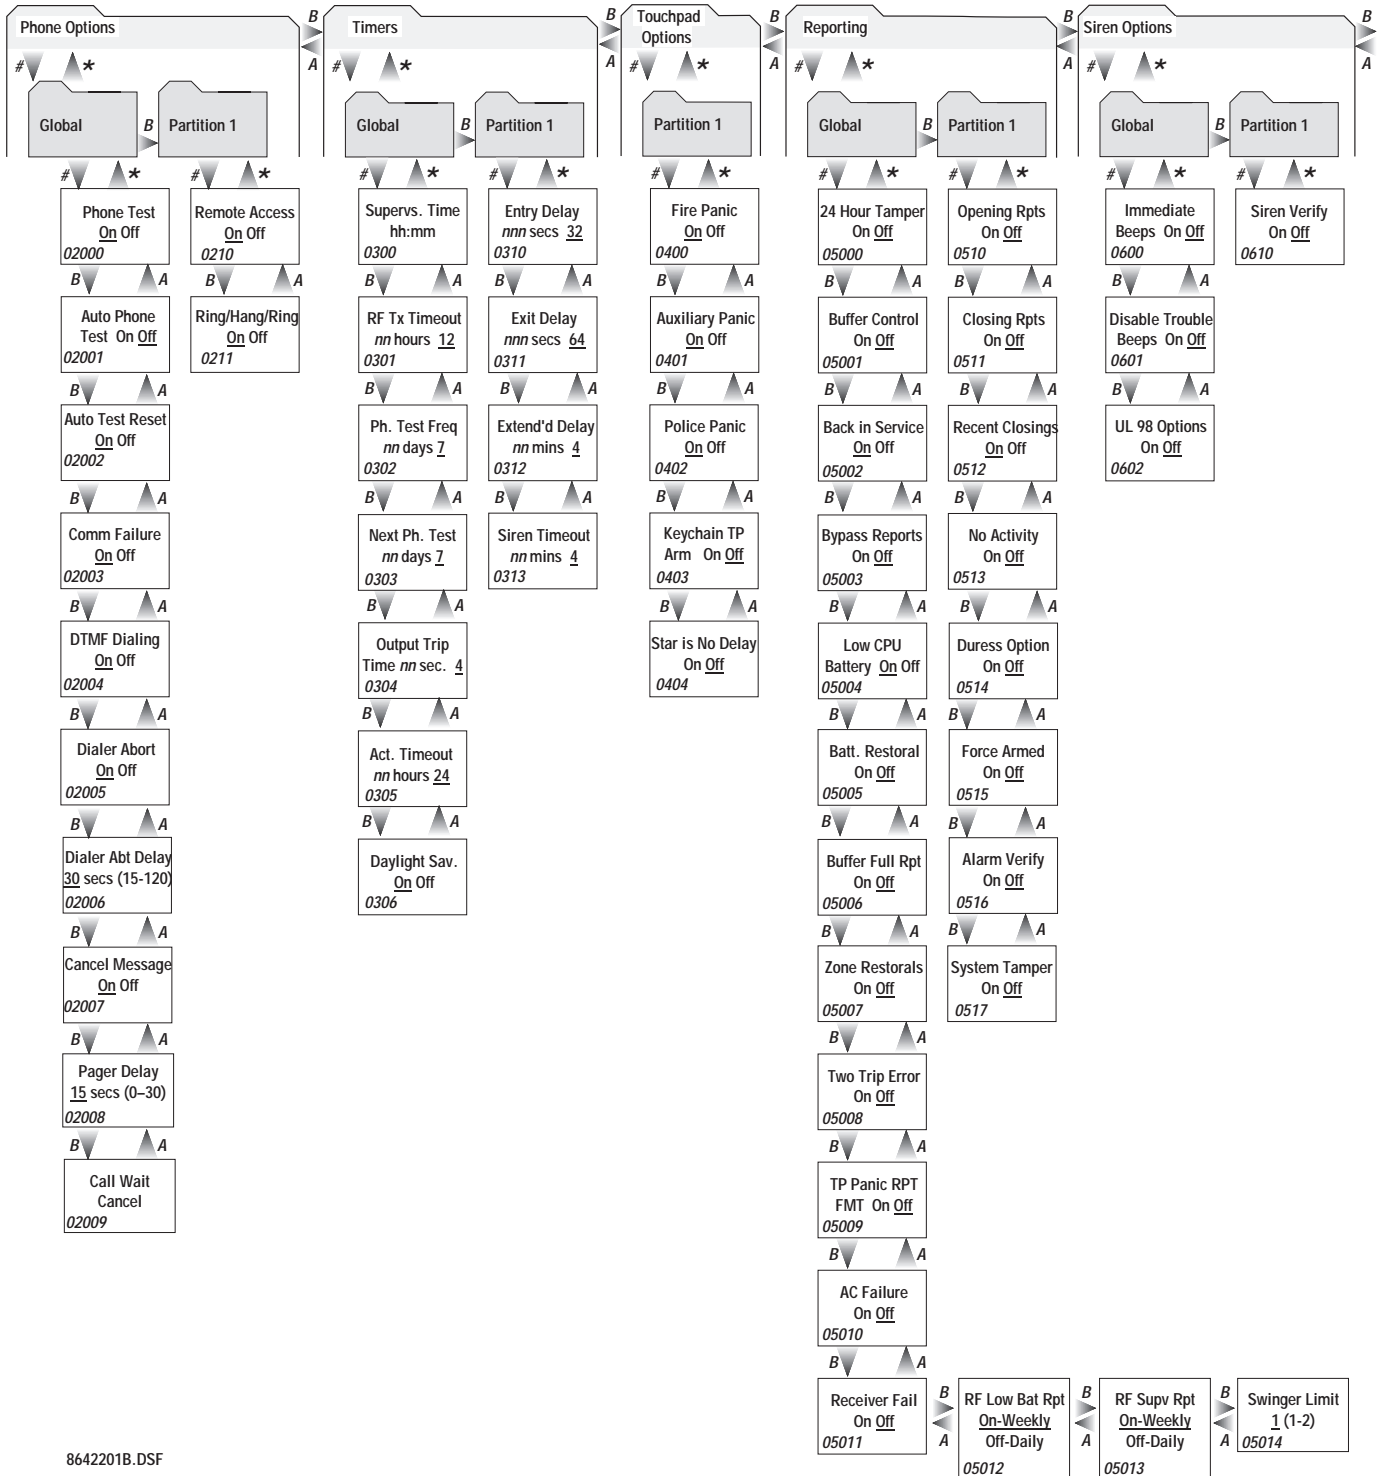 Phone Options
B
A
#
*
Global
B
Partition 1
#
*
Phone Test
On Off
02000
B
A
Auto Phone
Test On Off
02001
B
A
Auto Test Reset
On Off
02002
B
A
Comm Failure
On Off
02003
B
A
DTMF Dialing
On Off
02004
B
A
Dialer Abort
On Off
02005
B
A
Dialer Abt Delay
30 secs (15-120)
02006
B
A
Cancel Message
On Off
02007
B
A
Pager Delay
15 secs (0–30)
02008
B
A
Call Wait
Cancel
02009
#
*
Remote Access
On Off
0210
B
A
Ring/Hang/Ring
On Off
0211
Timers
B
A
#
*
Global
B
Partition 1
#
*
Supervs. Time
hh:mm
0300
B
A
RF Tx Timeout
nn hours 12
0301
B
A
Ph. Test Freq
nn days 7
0302
B
A
Next Ph. Test
nn days 7
0303
B
A
Output Trip
Time nn sec. 4
0304
B
A
Act. Timeout
nn hours 24
0305
B
A
Daylight Sav.
On Off
0306
#
*
Entry Delay
nnn secs 32
0310
B
A
Exit Delay
nnn secs 64
0311
B
A
Extend'd Delay
nn mins 4
0312
B
A
Siren Timeout
nn mins 4
0313
Touchpad
Options
B
A
#
*
Partition 1
#
*
Fire Panic
On Off
0400
B
A
Auxiliary Panic
On Off
0401
B
A
Police Panic
On Off
0402
B
A
Keychain TP
Arm On Off
0403
B
A
Star is No Delay
On Off
0404
Reporting
B
A
#
*
Global
B
Partition 1
#
*
24 Hour Tamper
On Off
05000
B
A
Buffer Control
On Off
05001
B
A
Back in Service
On Off
05002
B
A
Bypass Reports
On Off
05003
B
A
Low CPU
Battery On Off
05004
B
A
Batt. Restoral
On Off
05005
B
A
Buffer Full Rpt
On Off
05006
B
A
Zone Restorals
On Off
05007
B
A
Two Trip Error
On Off
05008
B
A
TP Panic RPT
FMT On Off
05009
B
A
AC Failure
On Off
05010
B
A
Receiver Fail
On Off
05011
B
A
RF Low Bat Rpt
On-Weekly
Off-Daily
05012
B
A
RF Supv Rpt
On-Weekly
Off-Daily
05013
B
A
Swinger Limit
1 (1-2)
05014
#
*
Opening Rpts
On Off
0510
B
A
Closing Rpts
On Off
0511
B
A
Recent Closings
On Off
0512
B
A
No Activity
On Off
0513
B
A
Duress Option
On Off
0514
B
A
Force Armed
On Off
0515
B
A
Alarm Verify
On Off
0516
B
A
System Tamper
On Off
0517
Siren Options
B
A
#
*
Global
B
Partition 1
#
*
Immediate
Beeps On Off
0600
B
A
Disable Trouble
Beeps On Off
0601
B
A
UL 98 Options
On Off
0602
#
*
Siren Verify
On Off
0610
8642201B.DSF